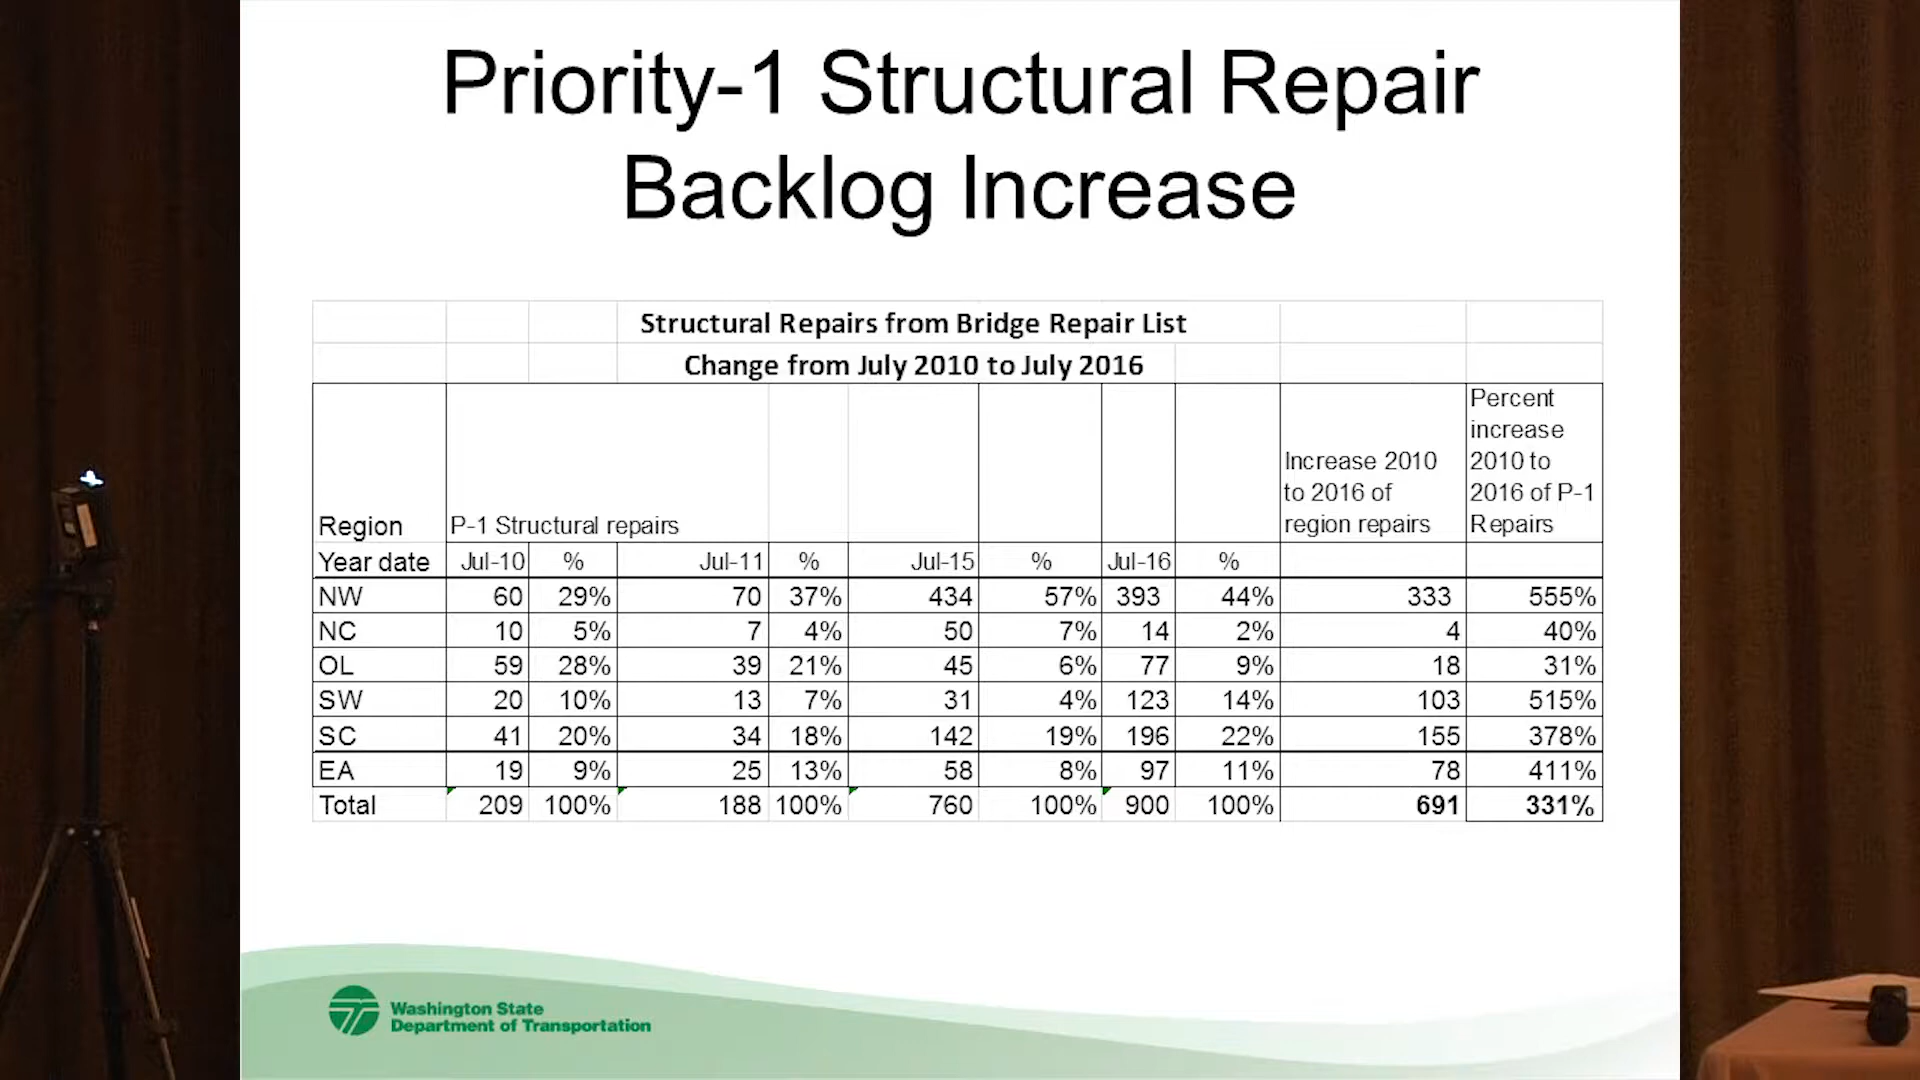 Priority-1 Structural Repair
Backlog Increase
Structural Repairs from Bridge Repair List
Change from July 2010 to July 2016
Region P-1 Structural repairs Increase 2010 to 2016 of region repairs Percent increase 2010 to 2016 of P-1 Repairs
Year date Jul-10 % Jul-11 % Jul-15 % Jul-16 %
NW 60 29% 70 37% 434 57% 393 44% 333 555%
NC 10 5% 7 4% 50 7% 14 2% 4 40%
OL 59 28% 39 21% 45 6% 77 9% 18 31%
SW 20 10% 13 7% 31 4% 123 14% 103 515%
SC 41 20% 34 18% 142 19% 196 22% 155 378%
EA 19 9% 25 13% 58 8% 97 11% 78 411%
Total 209 100% 188 100% 760 100% 900 100% 691 331%
Washington State
Department of Transportation